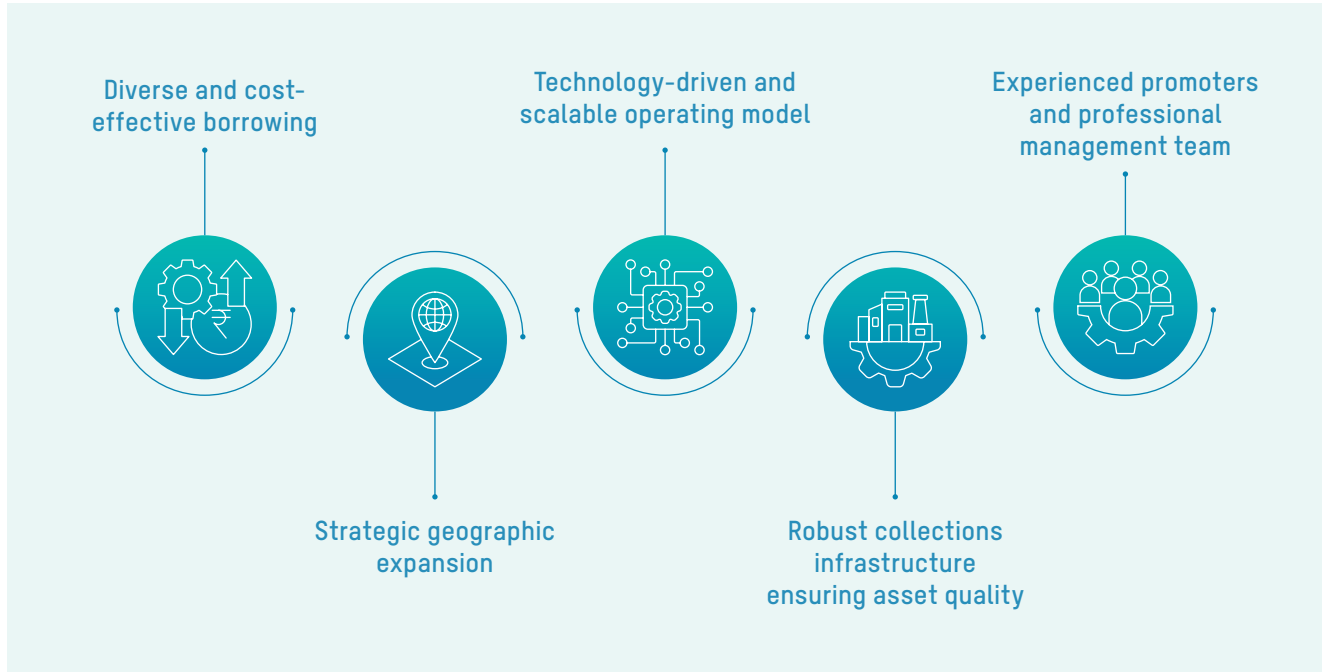 Diverse and cost-
effective borrowing
Strategic geographic
expansion
Technology-driven and
scalable operating model
Robust collections
infrastructure
ensuring asset quality
Experienced promoters
and professional
management team
₹